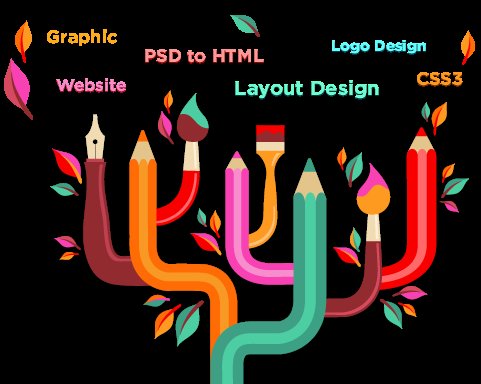 Graphic
PSD to HTML
Logo Design
Website
Layout Design
CSS3